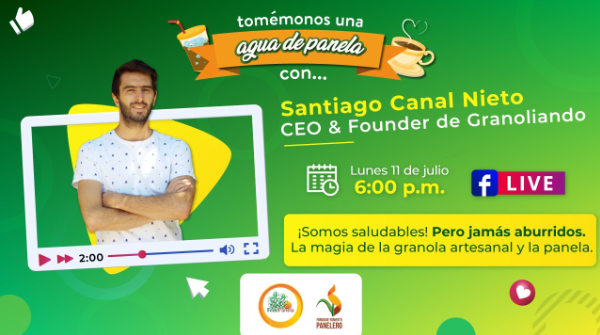 tomémonos una
agua de panela
con...
Santiago Canal Nieto
CEO & Founder de Granoliando
Lunes 11 de julio
6:00 p.m.
f LIVE
¡Somos saludables! Pero jamás aburridos.
La magia de la granola artesanal y la panela.
2:00
PANELERO